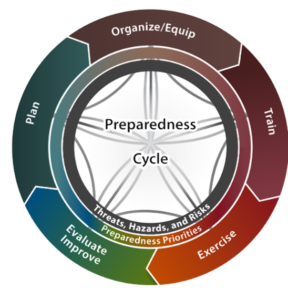 Organize/Equip
Train
Exercise
Evaluate
Improve
Plan
Preparedness
Cycle
Threats, Hazards, and Risks
Preparedness Priorities